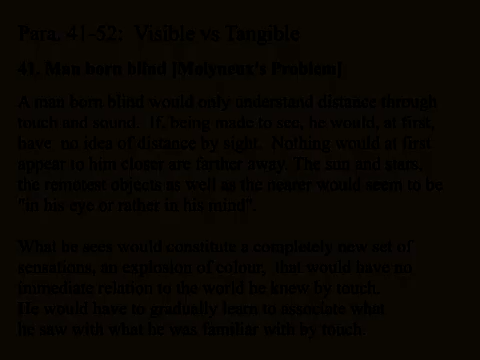 Para. 41-52:  Visible vs Tangible
41. Man born blind [Molyneux's Problem]
A man born blind would only understand distance through
touch and sound.  If, being made to see, he would, at first,
have  no idea of distance by sight.  Nothing would at first
appear to him closer are farther away. The sun and stars,
the remotest objects as well as the nearer would seem to be
"in his eye or rather in his mind".
What he sees would constitute a completely new set of
sensations, an explosion of colour,  that would have no
immediate relation to the world he knew by touch.
He would have to gradually learn to associate what
he saw with what he was familiar with by touch